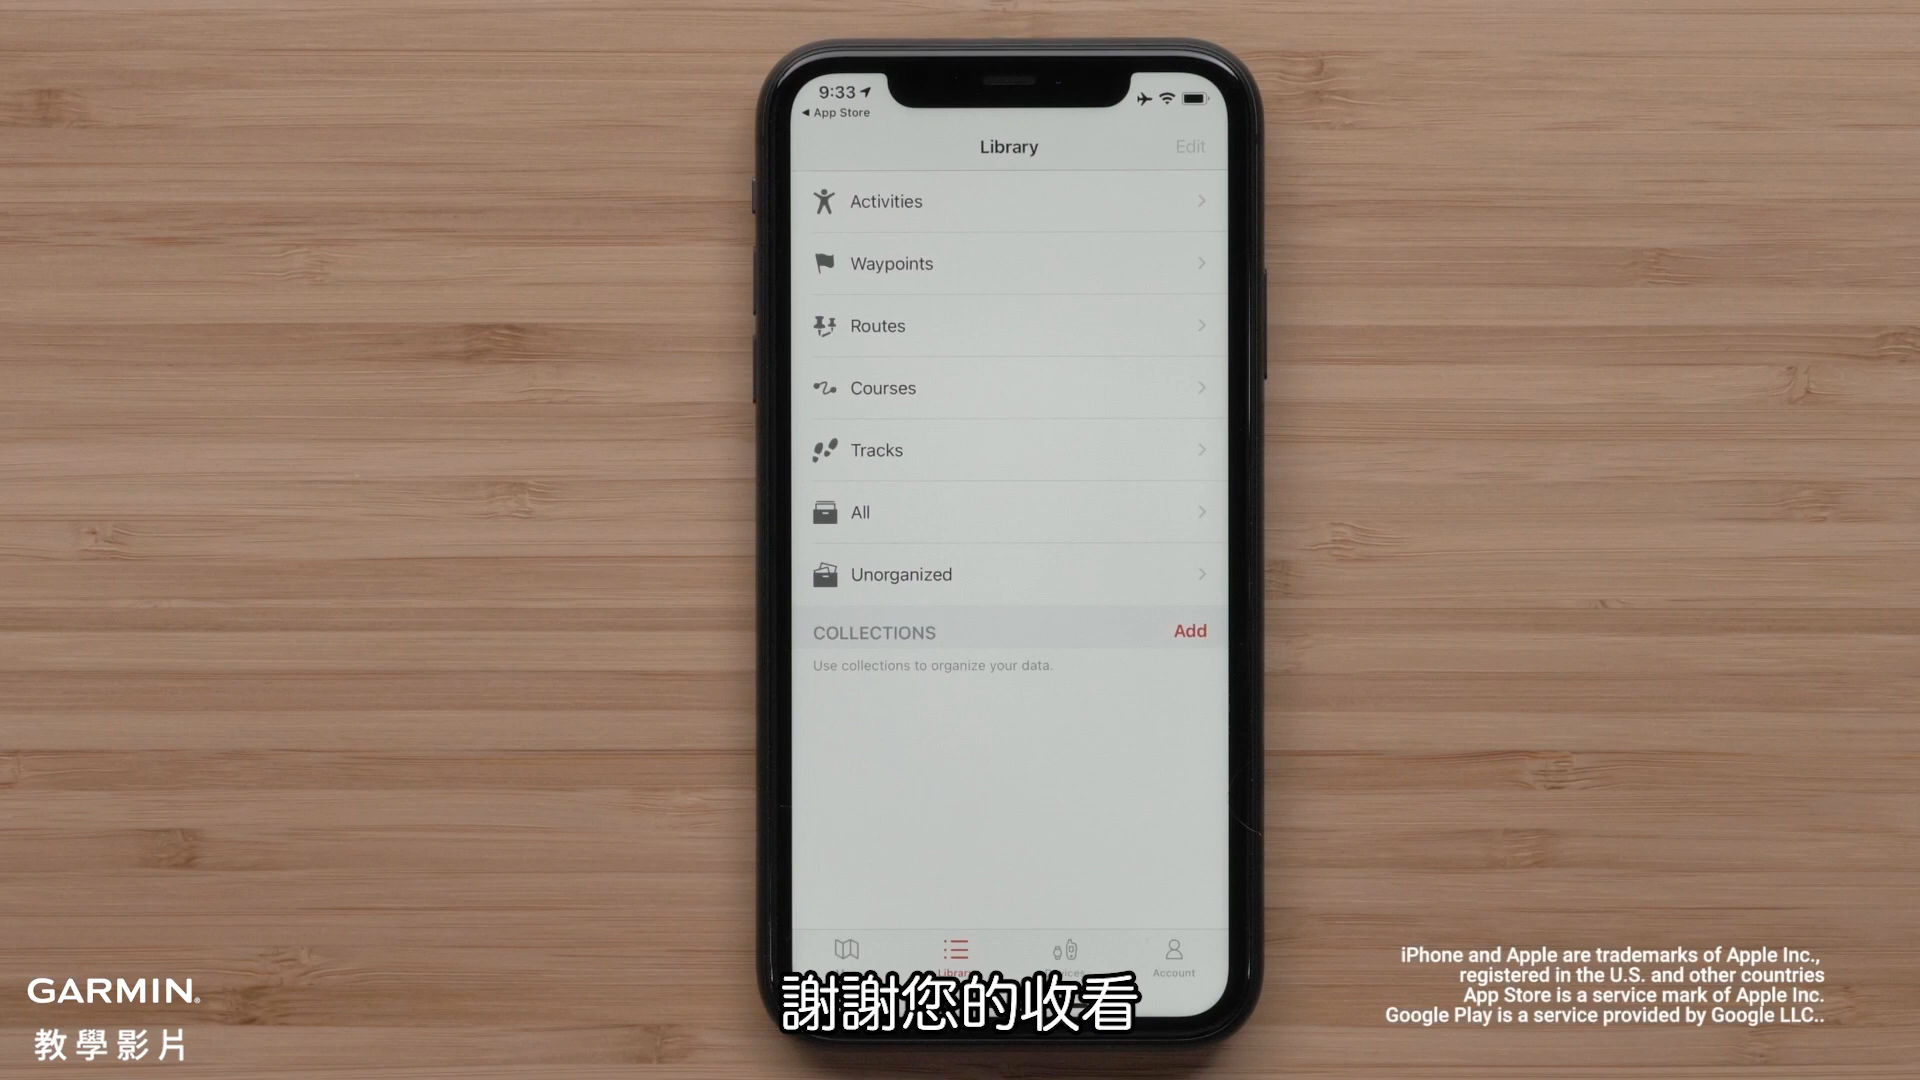 9:33
App Store
Library
Edit
Activities
Waypoints
Routes
Courses
Tracks
All
Unorganized
COLLECTIONS
Add
Use collections to organize your data.
Account
謝謝您的收看
GARMIN®
教學影片
iPhone and Apple are trademarks of Apple Inc.,
registered in the U.S. and other countries
App Store is a service mark of Apple Inc.
Google Play is a service provided by Google LLC..